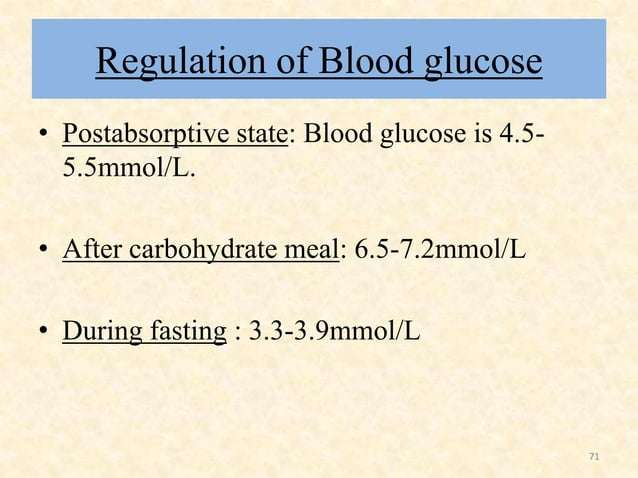 Regulation of Blood glucose
• Postabsorptive state: Blood glucose is 4.5-
5.5mmol/L.
• After carbohydrate meal: 6.5-7.2mmol/L
• During fasting : 3.3-3.9mmol/L
71